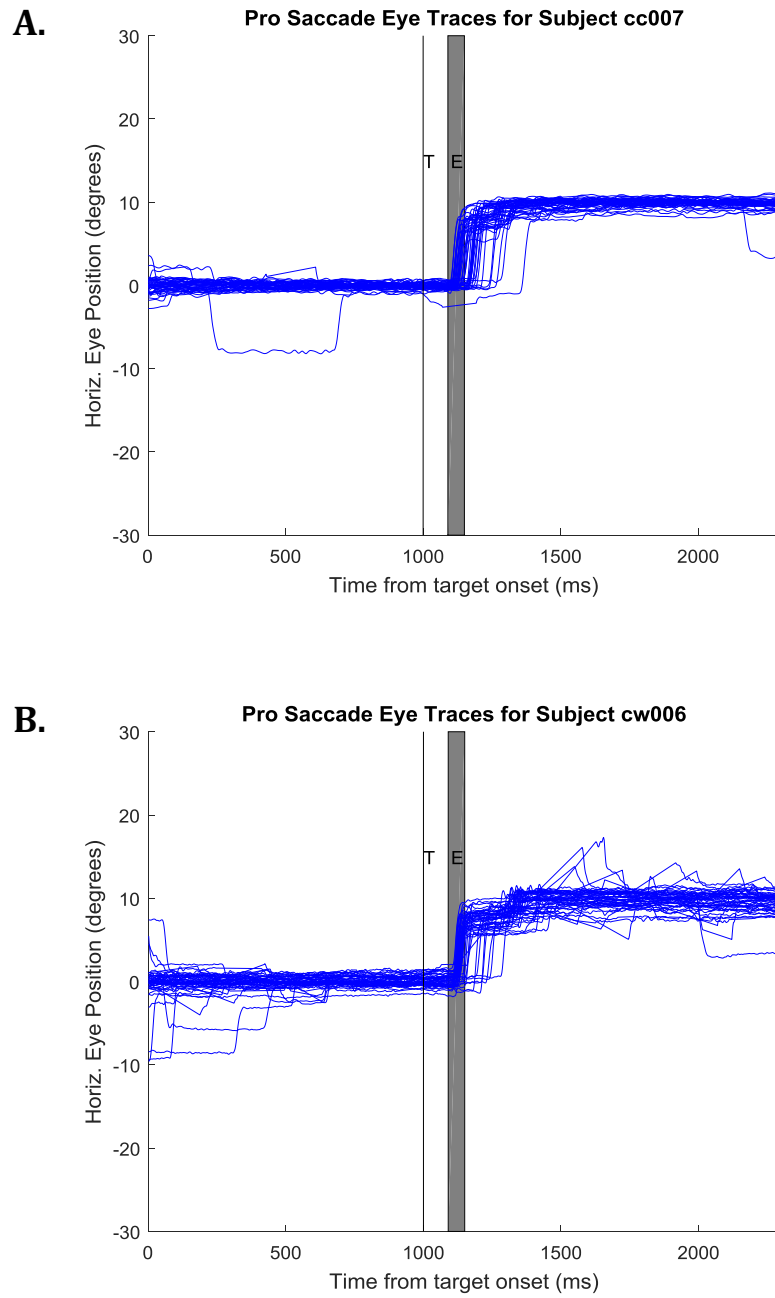 A.
Pro Saccade Eye Traces for Subject cc007
30
20
10
0
-10
-20
-30
Horiz. Eye Position (degrees)
T E
0 500 1000 1500 2000
Time from target onset (ms)
B.
Pro Saccade Eye Traces for Subject cw006
30
20
10
0
-10
-20
-30
Horiz. Eye Position (degrees)
T E
0 500 1000 1500 2000
Time from target onset (ms)